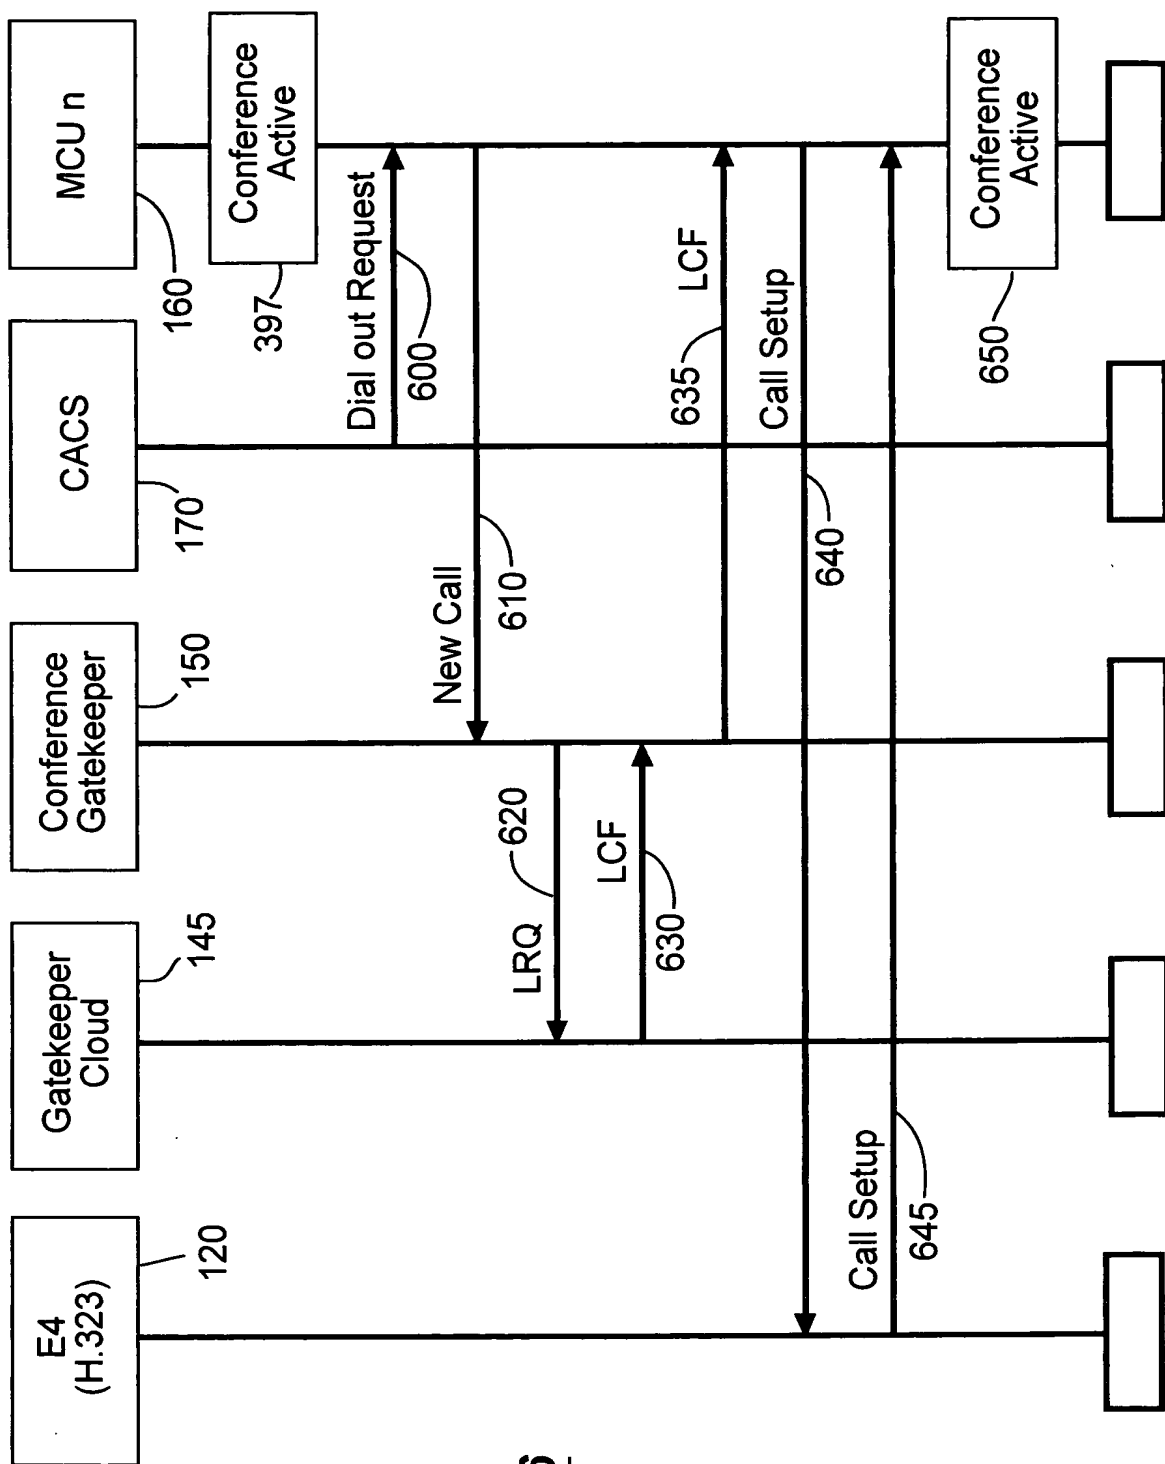 E4
(H.323)
120
Gatekeeper
Cloud
145
Conference
Gatekeeper
150
CACS
170
MCU n
160
Conference
Active
397
Dial out Request
600
New Call
610
LRQ
620
LCF
630
LCF
635
Call Setup
640
Call Setup
645
Conference
Active
650
6